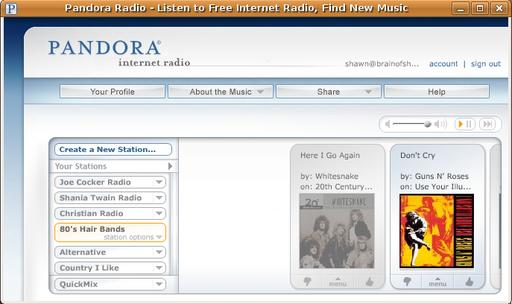 Pandora Radio - Listen to Free Internet Radio, Find New Music
PANDORA®
internet radio
shawn@brainofsh... account | sign out
Your Profile
About the Music
Share
Help
Create a New Station...
Your Stations
Joe Cocker Radio
Shania Twain Radio
Christian Radio
80's Hair Bands
station options
Alternative
Country I Like
QuickMix
Here I Go Again
by: Whitesnake
on: 20th Century...
20th
WHITESNAKE
menu
Don't Cry
by: Guns N' Roses
on: Use Your Illu...
menu